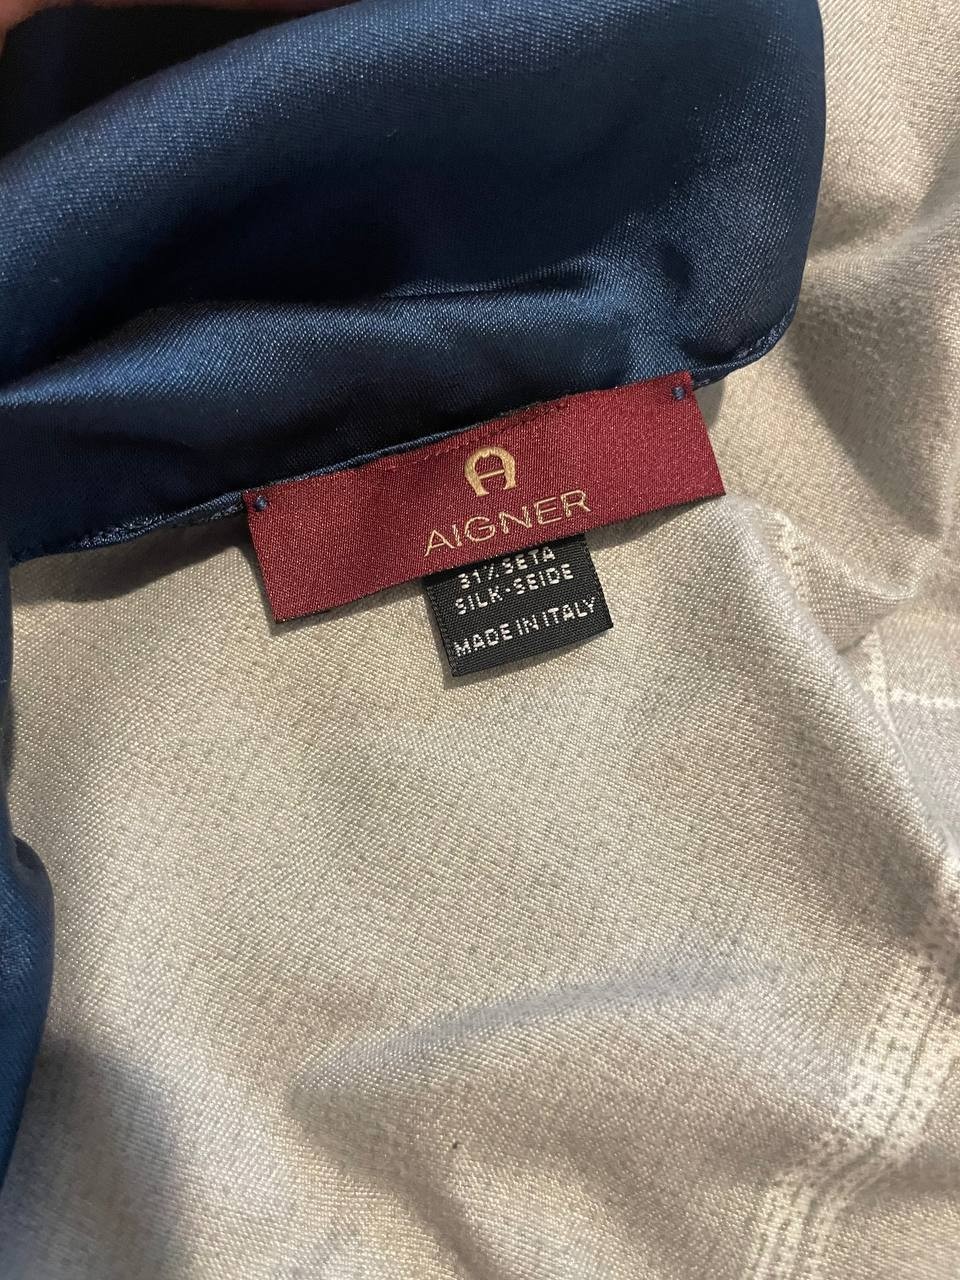 AIGNER
31% SETA
SILK-SEIDE
MADE IN ITALY